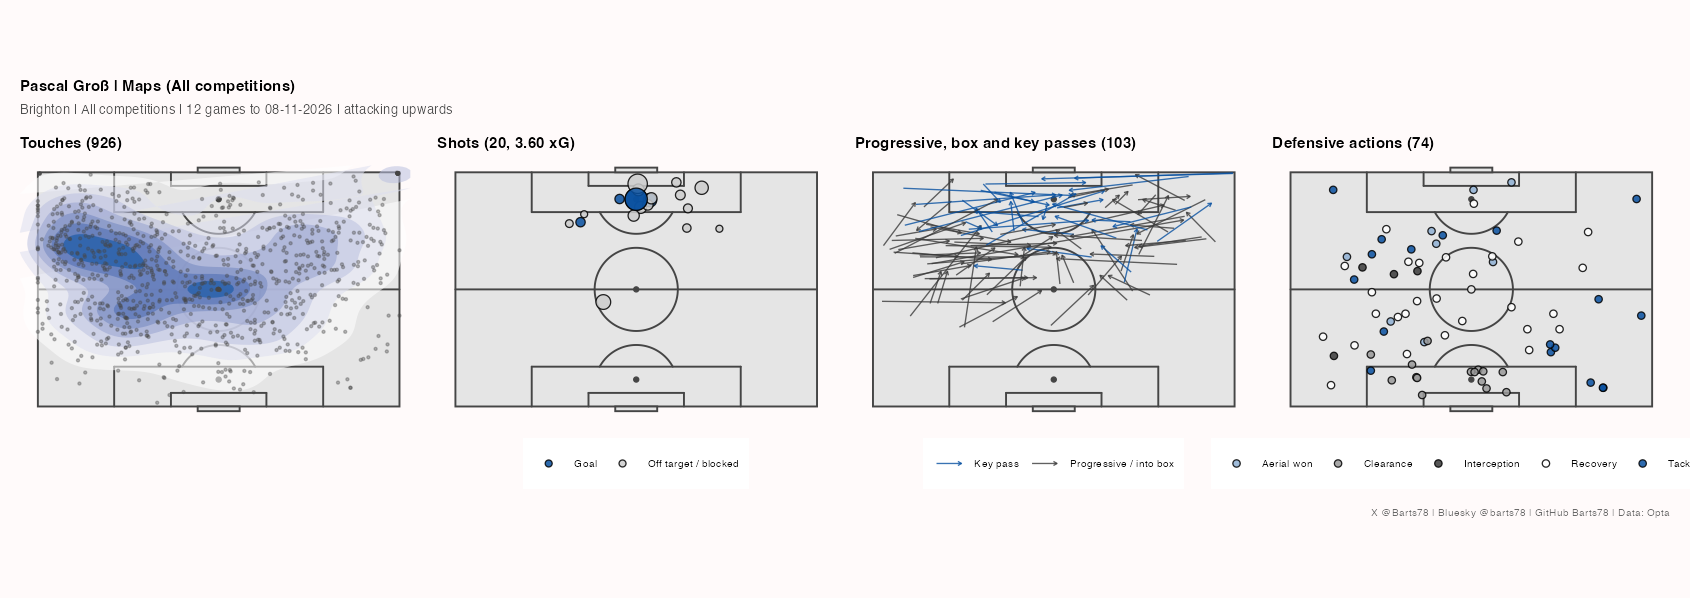 Pascal Groß | Maps (All competitions)
Brighton | All competitions | 12 games to 08-11-2026 | attacking upwards
Touches (926)
Shots (20, 3.60 xG)
Progressive, box and key passes (103)
Defensive actions (74)
Goal
Off target / blocked
Key pass
Progressive / into box
Aerial won
Clearance
Interception
Recovery
Tack
X @Barts78 | Bluesky @barts78 | GitHub Barts78 | Data: Opta